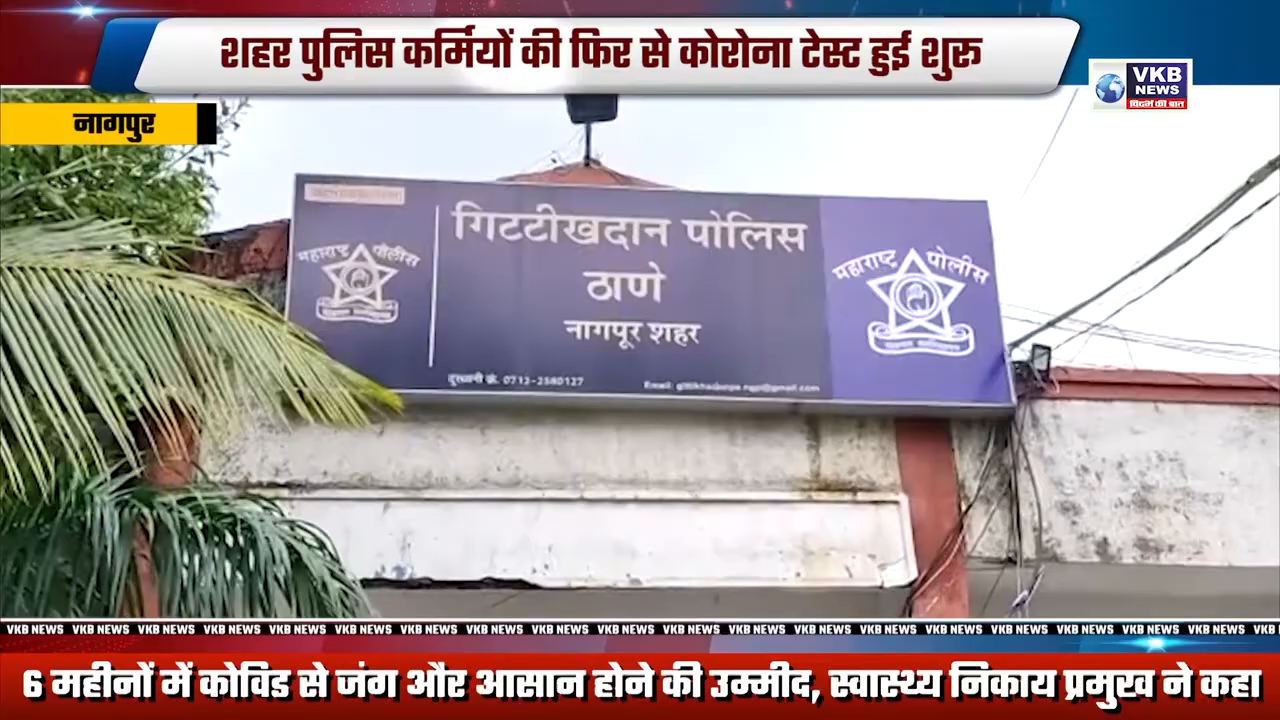 शहर पुलिस कर्मियों की फिर से कोरोना टेस्ट हुई शुरू
VKB
NEWS
विदर्भ की बात
नागपुर
गिटटीखदान पोलिस
ठाणे
नागपूर शहर
महाराष्ट्र पोलीस
महाराष्ट्र पोलीस
दुरध्वनी क्रं. 0712-2580127
Email:
VKB NEWS VKB NEWS VKB NEWS VKB NEWS VKB NEWS VKB NEWS VKB NEWS VKB NEWS VKB NEWS VKB NEWS VKB NEWS VKB NEWS VKB NEWS VKB NEWS VKB NEWS VKB NEWS VKB NEWS VKB NEWS VKB NEWS
6 महीनों में कोविड से जंग और आसान होने की उम्मीद, स्वास्थ्य निकाय प्रमुख ने कहा